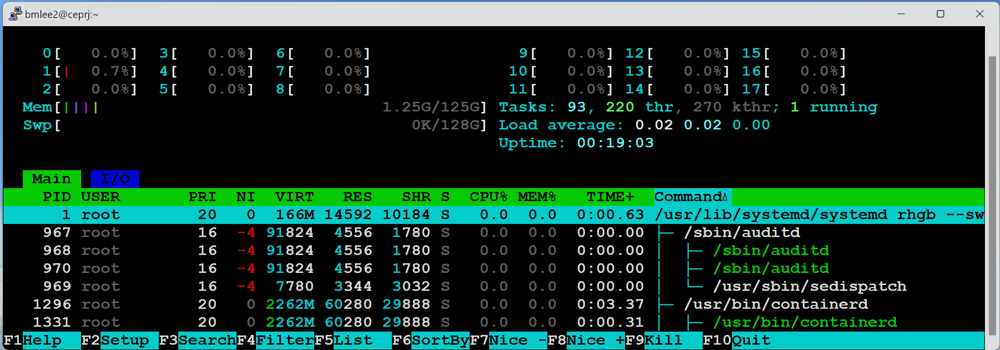 bmlee2@ceprj:~
0[ 0.0%] 3[ 0.0%] 6[ 0.0%] 9[ 0.0%] 12[ 0.0%] 15[ 0.0%]
1[| 0.7%] 4[ 0.0%] 7[ 0.0%] 10[ 0.0%] 13[ 0.0%] 16[ 0.0%]
2[ 0.0%] 5[ 0.0%] 8[ 0.0%] 11[ 0.0%] 14[ 0.0%] 17[ 0.0%]
Mem[|||| 1.25G/125G] Tasks: 93, 220 thr, 270 kthr; 1 running
Swp[ 0K/128G] Load average: 0.02 0.02 0.00
Uptime: 00:19:03
Main I/O
PID USER PRI NI VIRT RES SHR S CPU% MEM% TIME+ Command△
1 root 20 0 166M 14592 10184 S 0.0 0.0 0:00.63 /usr/lib/systemd/systemd rhgb --sw
967 root 16 -4 91824 4556 1780 S 0.0 0.0 0:00.00 ├─ /sbin/auditd
968 root 16 -4 91824 4556 1780 S 0.0 0.0 0:00.00 │ ├─ /sbin/auditd
970 root 16 -4 91824 4556 1780 S 0.0 0.0 0:00.00 │ ├─ /sbin/auditd
969 root 16 -4 7780 3344 3032 S 0.0 0.0 0:00.00 │ └─ /usr/sbin/sedispatch
1296 root 20 0 2262M 60280 29888 S 0.0 0.0 0:03.37 ├─ /usr/bin/containerd
1331 root 20 0 2262M 60280 29888 S 0.0 0.0 0:00.31 │ ├─ /usr/bin/containerd
F1Help F2Setup F3SearchF4FilterF5List F6SortByF7Nice -F8Nice +F9Kill F10Quit